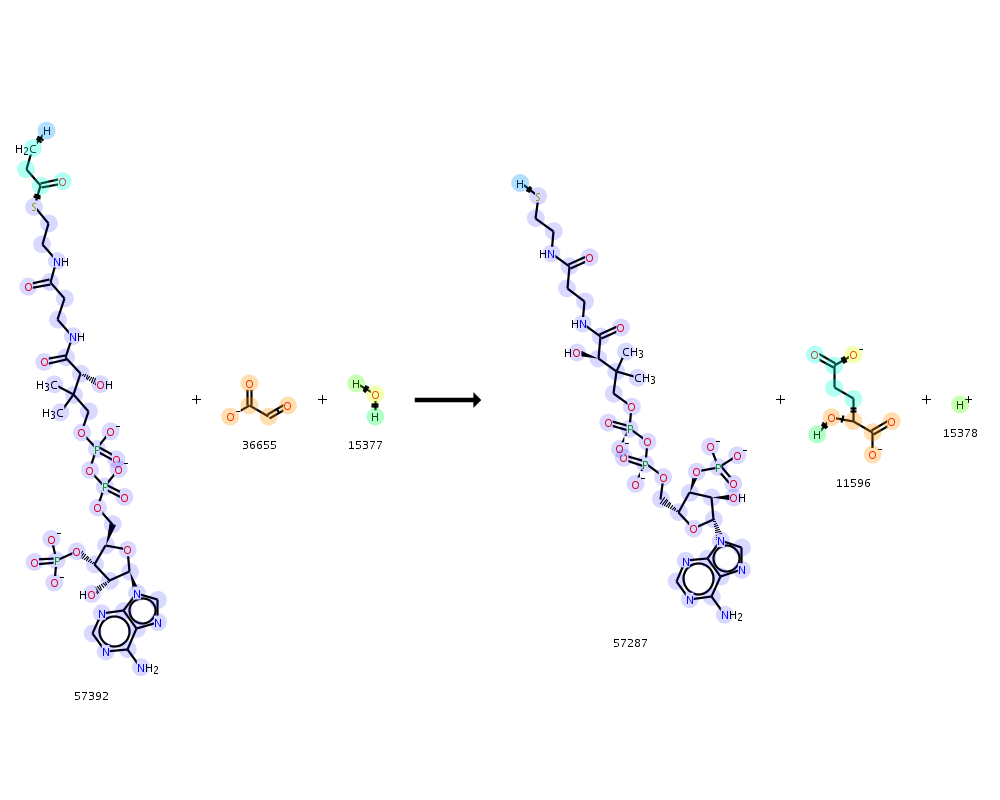 H
H₂C
O
S
NH
O
NH
O
OH
H₃C
H₃C
O
O⁻
P
O
O
O⁻
P
O
O
O⁻
O
O
P
O
O⁻
HO
N
N
N
N
NH₂
57392
+
O
O⁻
O
36655
+
H
O
H
15377
H
S
HN
O
HN
O
HO
CH₃
CH₃
O
O
P
O⁻
O
O
P
O⁻
O
O⁻
O⁻
O
P
O
OH
O
N
N
N
N
NH₂
57287
+
O
O⁻
O
H
O
O⁻
11596
+
H⁺
15378